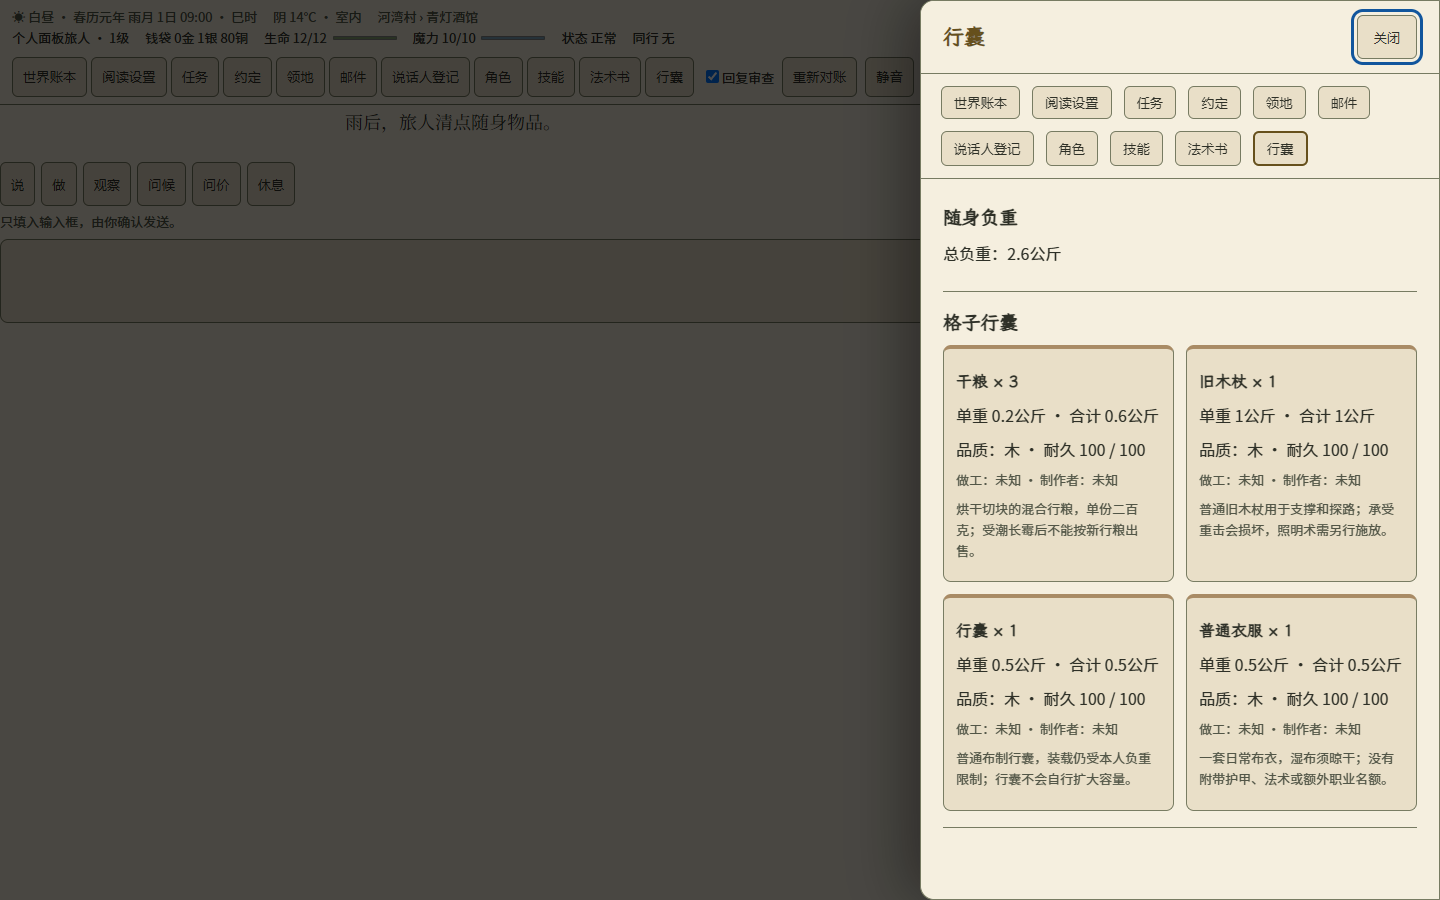 ☀ 白昼 · 春历元年 雨月 1日 09:00 · 巳时 阴 14℃ · 室内 河湾村 › 青灯酒馆
个人面板旅人 · 1级 钱袋 0金 1银 80铜 生命 12/12 魔力 10/10 状态 正常 同行 无
世界账本 阅读设置 任务 约定 领地 邮件 说话人登记 角色 技能 法术书 行囊 回复审查 重新对账 静音
雨后，旅人清点随身物品。
说 做 观察 问候 问价 休息
只填入输入框，由你确认发送。
行囊
关闭
世界账本 阅读设置 任务 约定 领地 邮件
说话人登记 角色 技能 法术书 行囊
随身负重
总负重：2.6公斤
格子行囊
干粮 × 3
单重 0.2公斤 · 合计 0.6公斤
品质：木 · 耐久 100 / 100
做工：未知 · 制作者：未知
烘干切块的混合行粮，单份二百
克；受潮长霉后不能按新行粮出
售。
旧木杖 × 1
单重 1公斤 · 合计 1公斤
品质：木 · 耐久 100 / 100
做工：未知 · 制作者：未知
普通旧木杖用于支撑和探路；承受
重击会损坏，照明术需另行施放。
行囊 × 1
单重 0.5公斤 · 合计 0.5公斤
品质：木 · 耐久 100 / 100
做工：未知 · 制作者：未知
普通布制行囊，装载仍受本人负重
限制；行囊不会自行扩大容量。
普通衣服 × 1
单重 0.5公斤 · 合计 0.5公斤
品质：木 · 耐久 100 / 100
做工：未知 · 制作者：未知
一套日常布衣，湿布须晾干；没有
附带护甲、法术或额外职业名额。